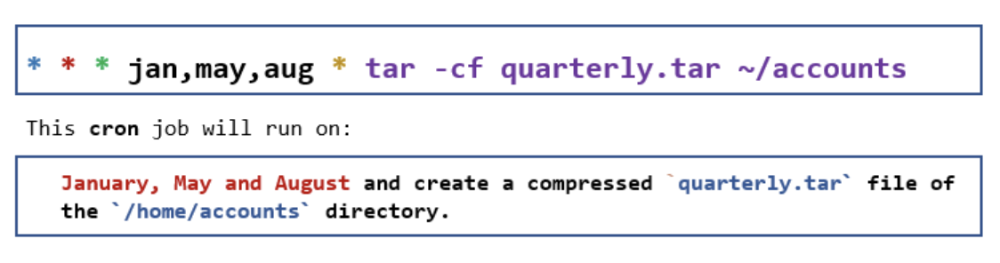 * * * jan,may,aug * tar -cf quarterly.tar ~/accounts
This cron job will run on:
January, May and August and create a compressed `quarterly.tar` file of
the `/home/accounts` directory.